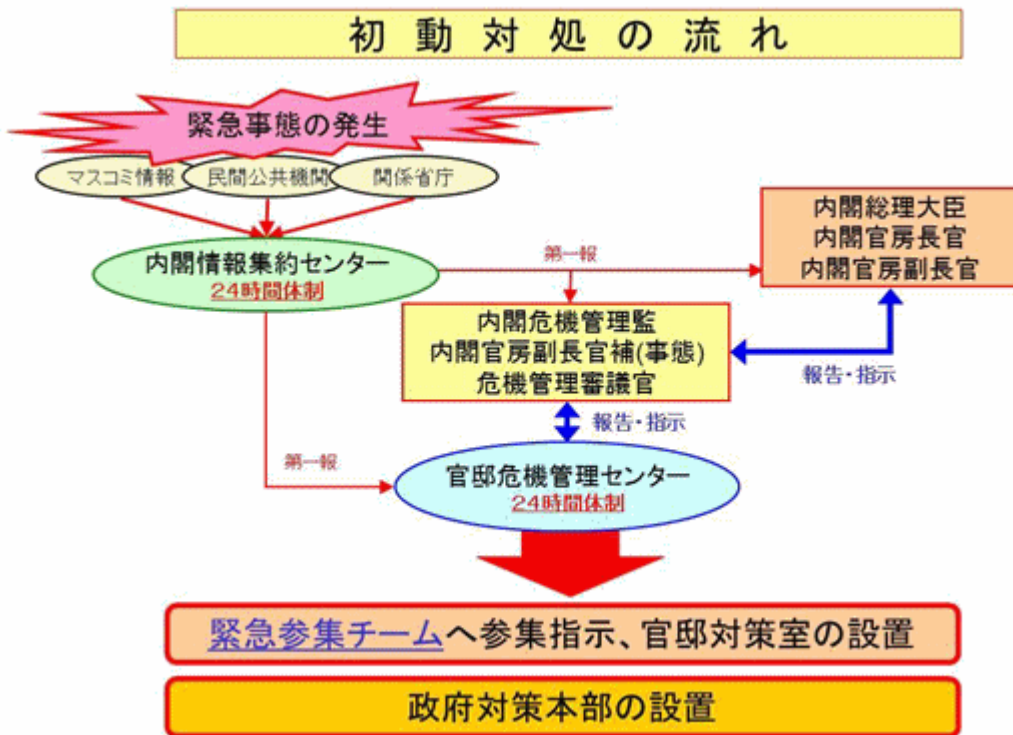 初動対処の流れ
緊急事態の発生
マスコミ情報
民間公共機関
関係省庁
内閣情報集約センター
24時間体制
第一報
内閣総理大臣
内閣官房長官
内閣官房副長官
内閣危機管理監
内閣官房副長官補(事態)
危機管理審議官
報告・指示
報告・指示
第一報
官邸危機管理センター
24時間体制
緊急参集チームへ参集指示、官邸対策室の設置
政府対策本部の設置